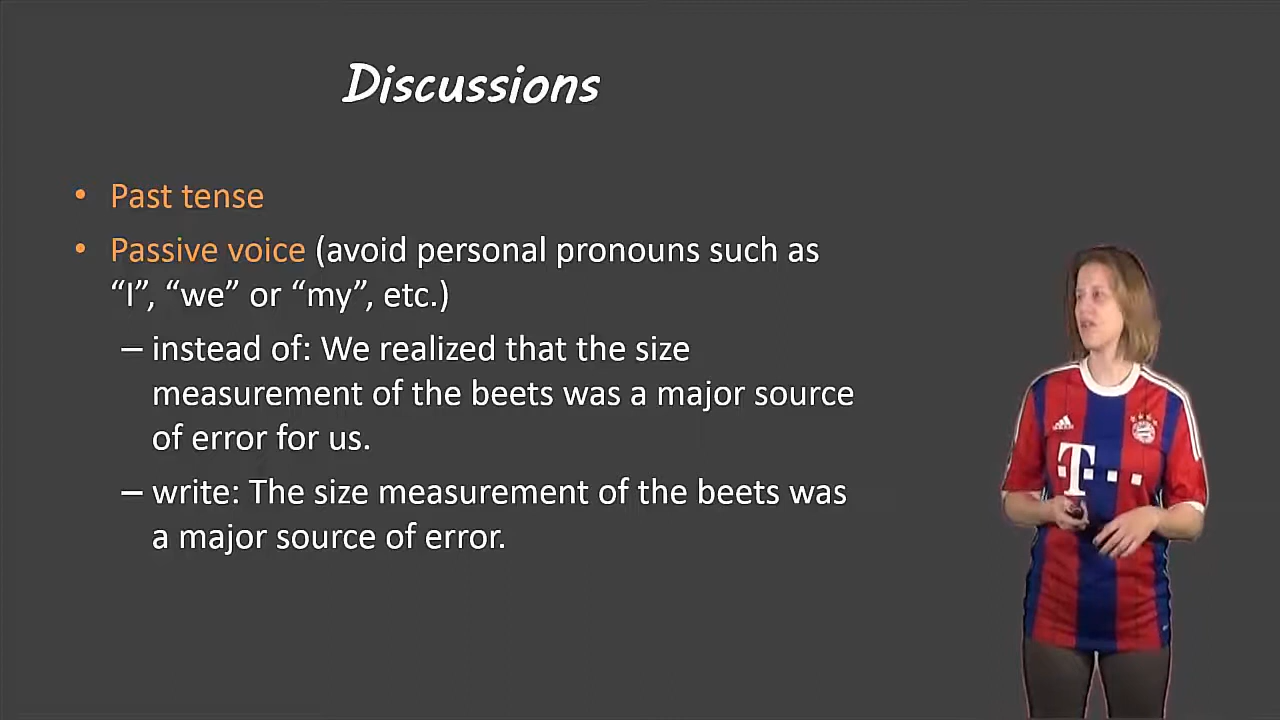 Discussions
• Past tense
• Passive voice (avoid personal pronouns such as
“I”, “we” or “my”, etc.)
– instead of: We realized that the size
measurement of the beets was a major source
of error for us.
– write: The size measurement of the beets was
a major source of error.
adidas
T